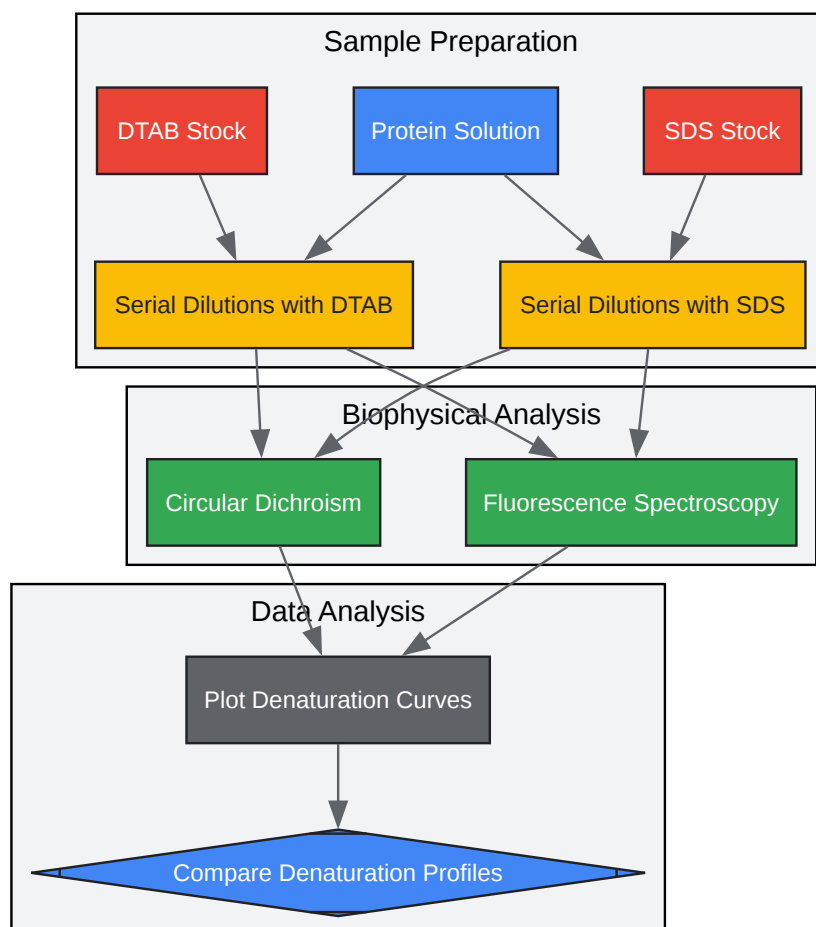 Sample Preparation
DTAB Stock
Protein Solution
SDS Stock
Serial Dilutions with DTAB
Serial Dilutions with SDS
Biophysical Analysis
Circular Dichroism
Fluorescence Spectroscopy
Data Analysis
Plot Denaturation Curves
Compare Denaturation Profiles